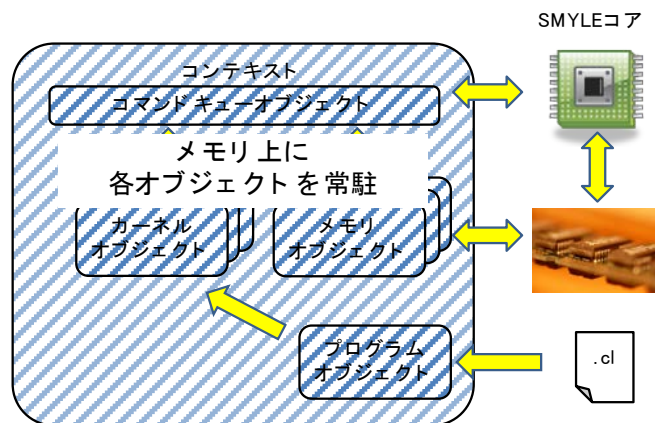 SMYLEコア
コンテキスト
コマンドキューオブジェクト
メモリ上に
各オブジェクトを常駐
カーネル
オブジェクト
メモリ
オブジェクト
プログラム
オブジェクト
.cl